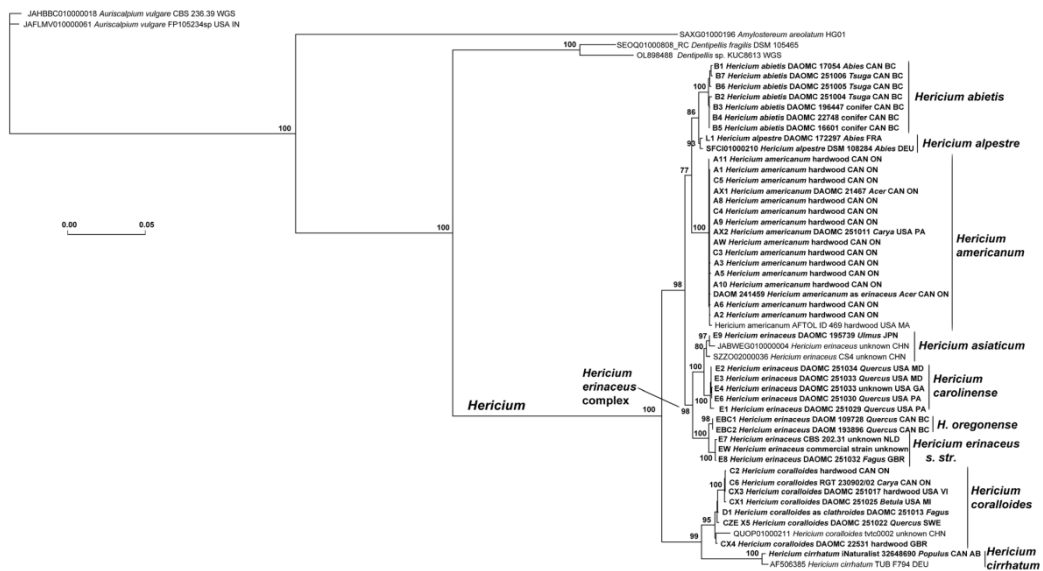 JAHBBC010000018 Auriscalpium vulgare CBS 236.39 WGS
JAFLMV010000061 Auriscalpium vulgare FP105234sp USA IN
SAXG01000196 Amylostereum areolatum HG01
100
SEOQ01000808_RC Dentipellis fragilis DSM 105465
OL898488 Dentipellis sp. KUC8613 WGS
B1 Hericium abietis DAOMC 17054 Abies CAN BC
B7 Hericium abietis DAOMC 251006 Tsuga CAN BC
100 B6 Hericium abietis DAOMC 251005 Tsuga CAN BC
B2 Hericium abietis DAOMC 251004 Tsuga CAN BC
Hericium abietis
B3 Hericium abietis DAOMC 196447 conifer CAN BC
86 B4 Hericium abietis DAOMC 22748 conifer CAN BC
B5 Hericium abietis DAOMC 16601 conifer CAN BC
100
L1 Hericium alpestre DAOMC 172297 Abies FRA
93 SFCI01000210 Hericium alpestre DSM 108284 Abies DEU
Hericium alpestre
A11 Hericium americanum hardwood CAN ON
77 A1 Hericium americanum hardwood CAN ON
C5 Hericium americanum hardwood CAN ON
AX1 Hericium americanum DAOMC 21467 Acer CAN ON
A8 Hericium americanum hardwood CAN ON
C4 Hericium americanum hardwood CAN ON
0.00 0.05
A9 Hericium americanum hardwood CAN ON
100 100 AX2 Hericium americanum DAOMC 251011 Carya USA PA
AW Hericium americanum hardwood CAN ON
Hericium
americanum
C3 Hericium americanum hardwood CAN ON
A3 Hericium americanum hardwood CAN ON
A5 Hericium americanum hardwood CAN ON
98 A10 Hericium americanum hardwood CAN ON
DAOM 241459 Hericium americanum as erinaceus Acer CAN ON
A6 Hericium americanum hardwood CAN ON
A2 Hericium americanum hardwood CAN ON
Hericium americanum AFTOL ID 469 hardwood USA MA
97 E9 Hericium erinaceus DAOMC 195739 Ulmus JPN
80 JABWEG010000004 Hericium erinaceus unknown CHN
Hericium asiaticum
SZZO02000036 Hericium erinaceus CS4 unknown CHN
100 E2 Hericium erinaceus DAOMC 251034 Quercus USA MD
E3 Hericium erinaceus DAOMC 251033 Quercus USA MD
Hericium
erinaceus
complex
E4 Hericium erinaceus DAOMC 251033 unknown USA GA
Hericium
carolinense
100 E6 Hericium erinaceus DAOMC 251030 Quercus USA PA
E1 Hericium erinaceus DAOMC 251029 Quercus USA PA
Hericium
98
98 EBC1 Hericium erinaceus DAOM 109728 Quercus CAN BC
EBC2 Hericium erinaceus DAOM 193896 Quercus CAN BC
H. oregonense
100
100 E7 Hericium erinaceus CBS 202.31 unknown NLD
EW Hericium erinaceus commercial strain unknown
100 E8 Hericium erinaceus DAOMC 251032 Fagus GBR
Hericium erinaceus
s. str.
C2 Hericium coralloides hardwood CAN ON
100 C6 Hericium coralloides RGT 230902/02 Carya CAN ON
CX3 Hericium coralloides DAOMC 251017 hardwood USA VI
CX1 Hericium coralloides DAOMC 251025 Betula USA MI
Hericium
coralloides
D1 Hericium coralloides as clathroides DAOMC 251013 Fagus
95 CZE X5 Hericium coralloides DAOMC 251022 Quercus SWE
QUOP01000211 Hericium coralloides tvtc0002 unknown CHN
99 CX4 Hericium coralloides DAOMC 22531 hardwood GBR
100 Hericium cirrhatum iNaturalist 32648690 Populus CAN AB
AF506385 Hericium cirrhatum TUB F794 DEU
Hericium
cirrhatum